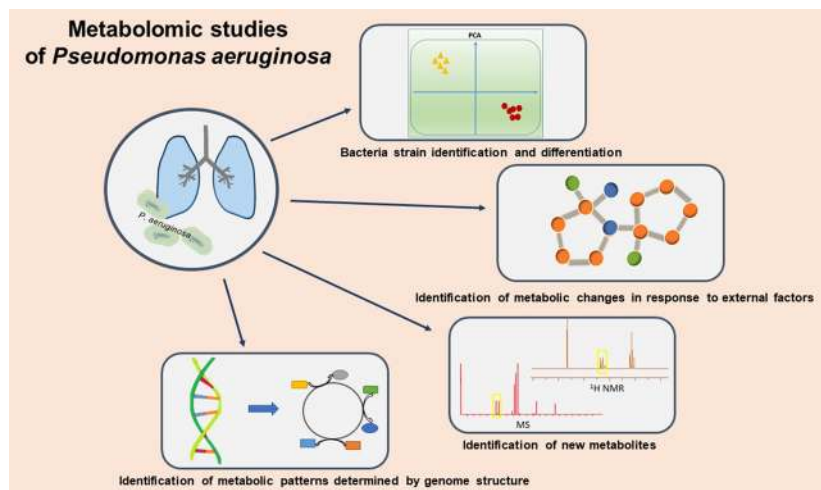 Metabolomic studies
of Pseudomonas aeruginosa
PCA
Bacteria strain identification and differentiation
P. aeruginosa
Identification of metabolic changes in response to external factors
¹H NMR
MS
Identification of new metabolites
Identification of metabolic patterns determined by genome structure